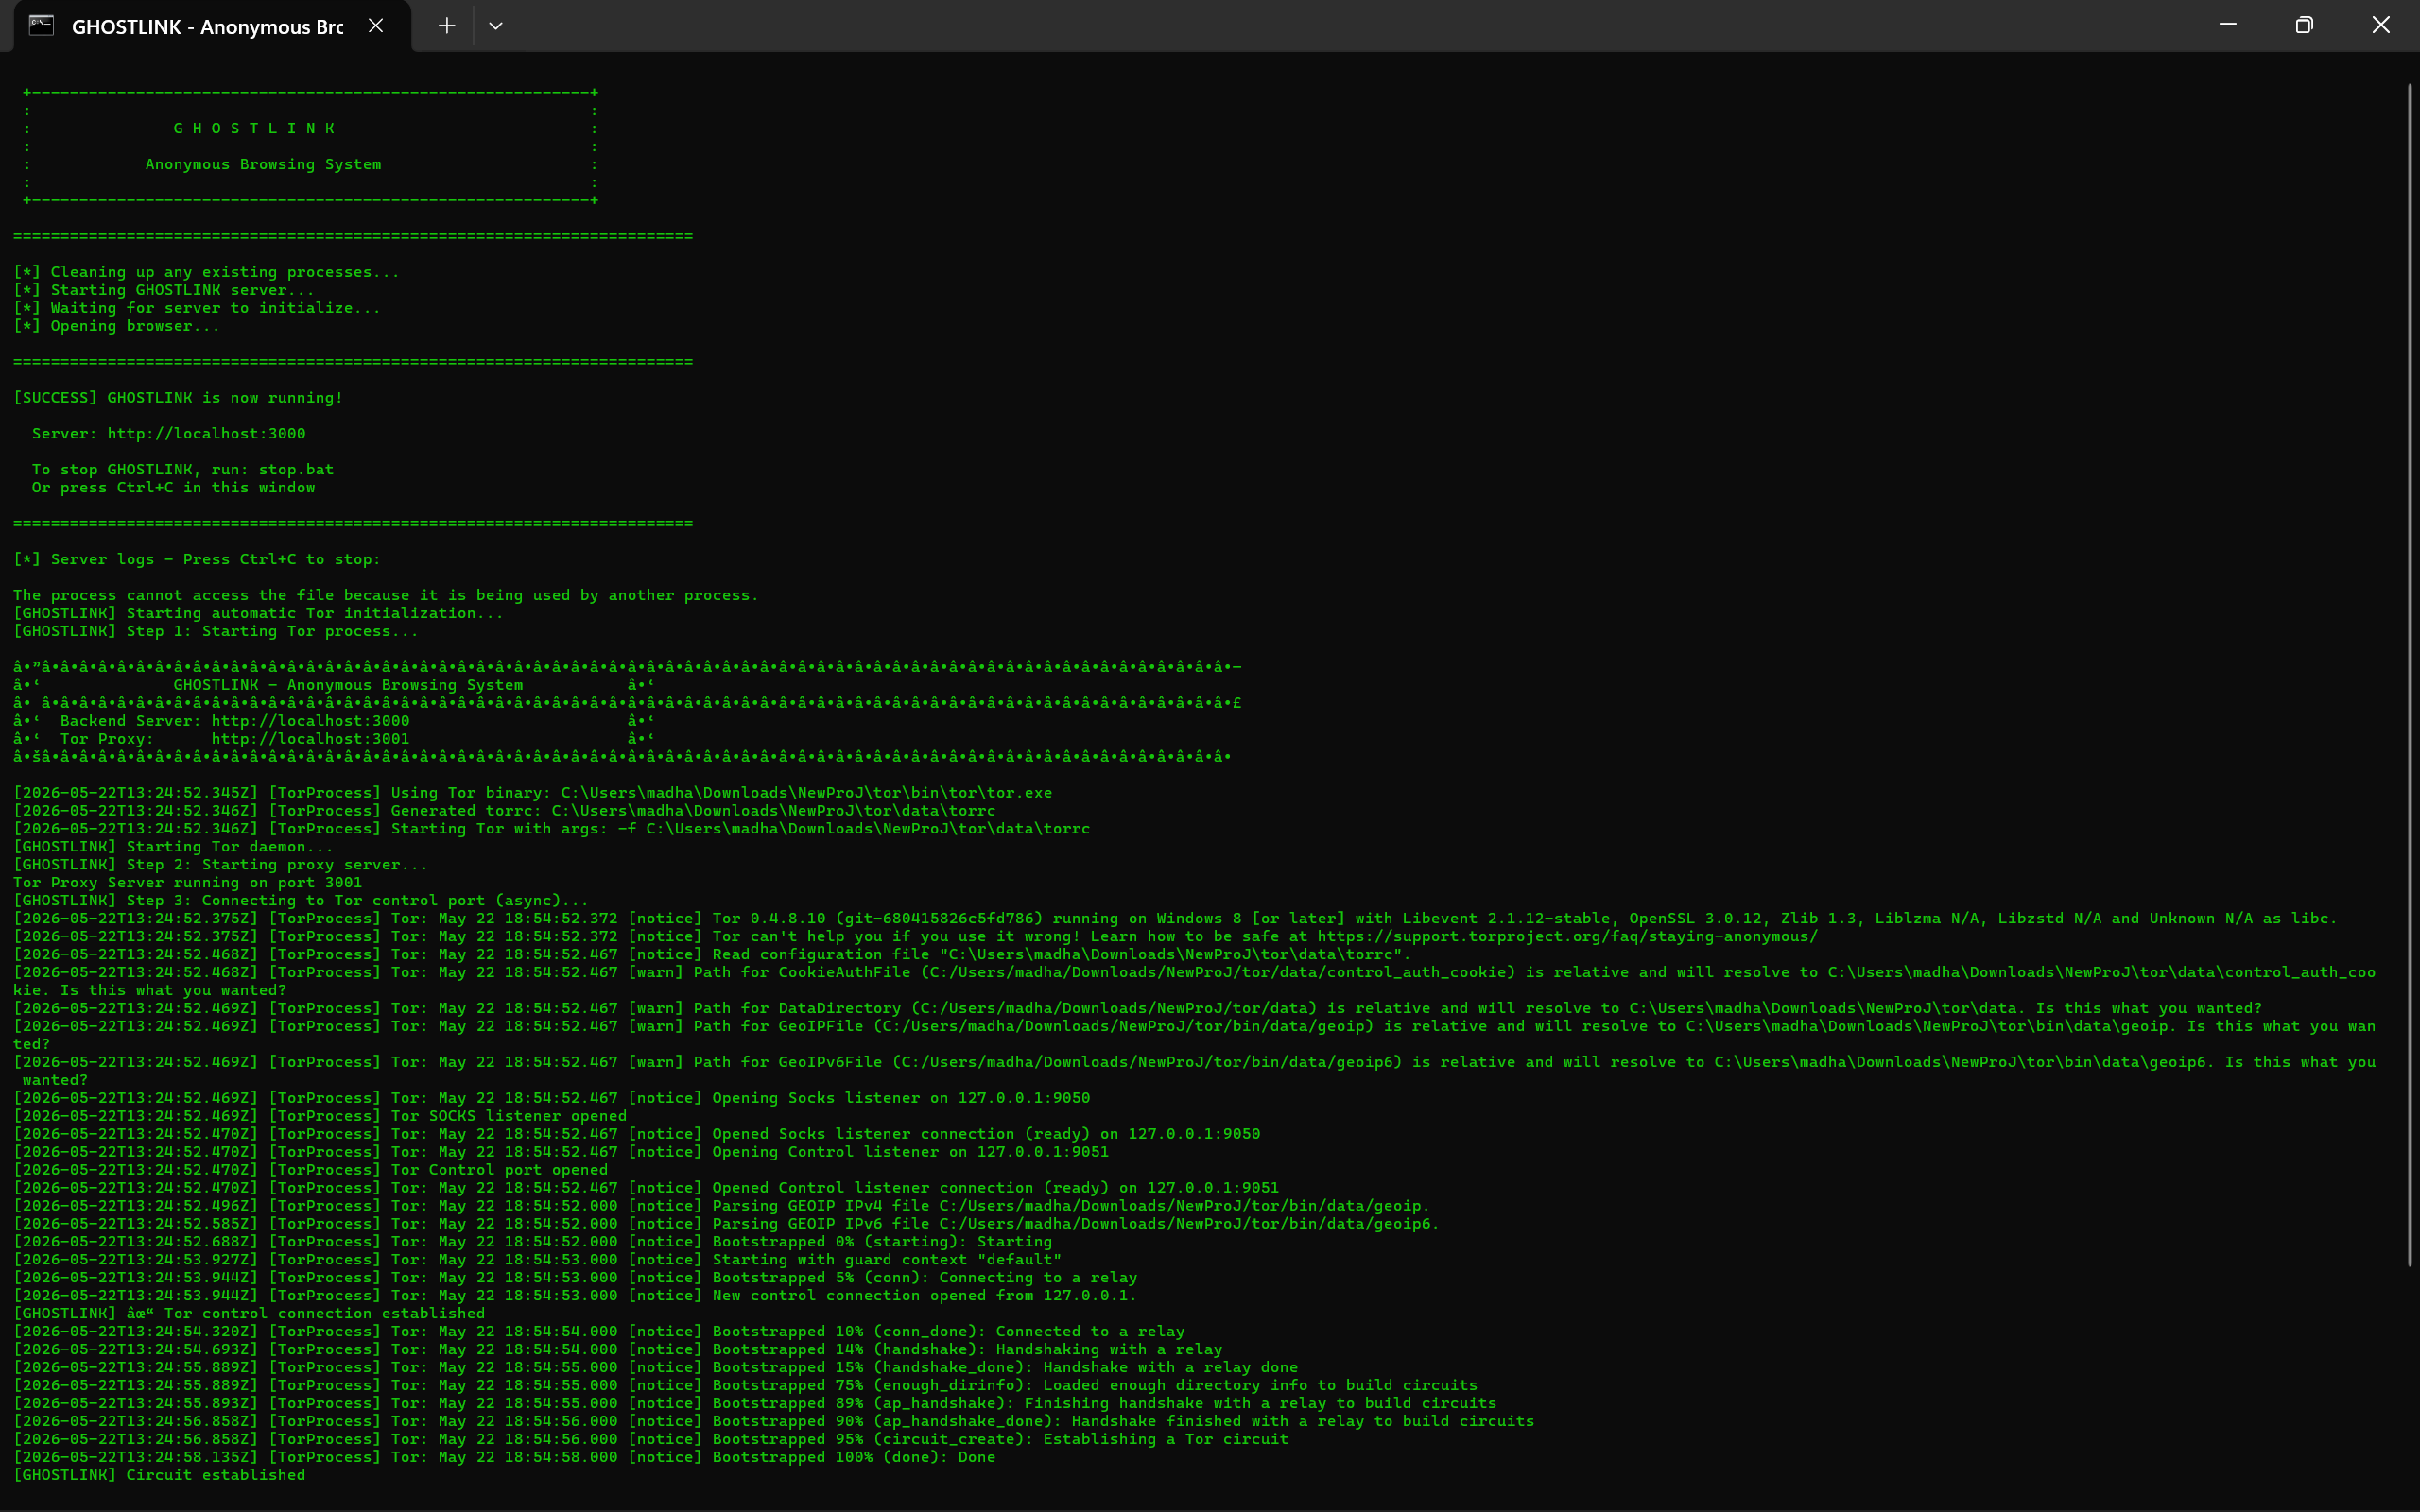 GHOSTLINK - Anonymous Brc
+-----------------------------------------------------------+
:                                                           :
:               G H O S T L I N K                           :
:                                                           :
:            Anonymous Browsing System                      :
:                                                           :
+-----------------------------------------------------------+
========================================================================
[*] Cleaning up any existing processes...
[*] Starting GHOSTLINK server...
[*] Waiting for server to initialize...
[*] Opening browser...
========================================================================
[SUCCESS] GHOSTLINK is now running!
Server: http://localhost:3000
To stop GHOSTLINK, run: stop.bat
Or press Ctrl+C in this window
========================================================================
[*] Server logs - Press Ctrl+C to stop:
The process cannot access the file because it is being used by another process.
[GHOSTLINK] Starting automatic Tor initialization...
[GHOSTLINK] Step 1: Starting Tor process...
â•”â•â•â•â•â•â•â•â•â•â•â•â•â•â•â•â•â•â•â•â•â•â•â•â•â•â•â•â•â•â•â•â•â•â•â•â•â•â•â•â•â•â•â•â•â•â•â•â•â•â•â•â•â•â•â•â•â•â•â•â•â•â•â•â•—
â•‘              GHOSTLINK - Anonymous Browsing System           â•‘
â• â•â•â•â•â•â•â•â•â•â•â•â•â•â•â•â•â•â•â•â•â•â•â•â•â•â•â•â•â•â•â•â•â•â•â•â•â•â•â•â•â•â•â•â•â•â•â•â•â•â•â•â•â•â•â•â•â•â•â•â•â•â•â•â•£
â•‘  Backend Server: http://localhost:3000                       â•‘
â•‘  Tor Proxy:      http://localhost:3001                       â•‘
â•šâ•â•â•â•â•â•â•â•â•â•â•â•â•â•â•â•â•â•â•â•â•â•â•â•â•â•â•â•â•â•â•â•â•â•â•â•â•â•â•â•â•â•â•â•â•â•â•â•â•â•â•â•â•â•â•â•â•â•â•â•â•â•â•â•
[2026-05-22T13:24:52.345Z] [TorProcess] Using Tor binary: C:\Users\madha\Downloads\NewProJ\tor\bin\tor\tor.exe
[2026-05-22T13:24:52.346Z] [TorProcess] Generated torrc: C:\Users\madha\Downloads\NewProJ\tor\data\torrc
[2026-05-22T13:24:52.346Z] [TorProcess] Starting Tor with args: -f C:\Users\madha\Downloads\NewProJ\tor\data\torrc
[GHOSTLINK] Starting Tor daemon...
[GHOSTLINK] Step 2: Starting proxy server...
Tor Proxy Server running on port 3001
[GHOSTLINK] Step 3: Connecting to Tor control port (async)...
[2026-05-22T13:24:52.375Z] [TorProcess] Tor: May 22 18:54:52.372 [notice] Tor 0.4.8.10 (git-680415826c5fd786) running on Windows 8 [or later] with Libevent 2.1.12-stable, OpenSSL 3.0.12, Zlib 1.3, Liblzma N/A, Libzstd N/A and Unknown N/A as libc.
[2026-05-22T13:24:52.375Z] [TorProcess] Tor: May 22 18:54:52.372 [notice] Tor can't help you if you use it wrong! Learn how to be safe at https://support.torproject.org/faq/staying-anonymous/
[2026-05-22T13:24:52.468Z] [TorProcess] Tor: May 22 18:54:52.467 [notice] Read configuration file "C:\Users\madha\Downloads\NewProJ\tor\data\torrc".
[2026-05-22T13:24:52.468Z] [TorProcess] Tor: May 22 18:54:52.467 [warn] Path for CookieAuthFile (C:/Users/madha/Downloads/NewProJ/tor/data/control_auth_cookie) is relative and will resolve to C:\Users\madha\Downloads\NewProJ\tor\data\control_auth_coo
kie. Is this what you wanted?
[2026-05-22T13:24:52.469Z] [TorProcess] Tor: May 22 18:54:52.467 [warn] Path for DataDirectory (C:/Users/madha/Downloads/NewProJ/tor/data) is relative and will resolve to C:\Users\madha\Downloads\NewProJ\tor\data. Is this what you wanted?
[2026-05-22T13:24:52.469Z] [TorProcess] Tor: May 22 18:54:52.467 [warn] Path for GeoIPFile (C:/Users/madha/Downloads/NewProJ/tor/bin/data/geoip) is relative and will resolve to C:\Users\madha\Downloads\NewProJ\tor\bin\data\geoip. Is this what you wan
ted?
[2026-05-22T13:24:52.469Z] [TorProcess] Tor: May 22 18:54:52.467 [warn] Path for GeoIPv6File (C:/Users/madha/Downloads/NewProJ/tor/bin/data/geoip6) is relative and will resolve to C:\Users\madha\Downloads\NewProJ\tor\bin\data\geoip6. Is this what you
wanted?
[2026-05-22T13:24:52.469Z] [TorProcess] Tor: May 22 18:54:52.467 [notice] Opening Socks listener on 127.0.0.1:9050
[2026-05-22T13:24:52.469Z] [TorProcess] Tor SOCKS listener opened
[2026-05-22T13:24:52.470Z] [TorProcess] Tor: May 22 18:54:52.467 [notice] Opened Socks listener connection (ready) on 127.0.0.1:9050
[2026-05-22T13:24:52.470Z] [TorProcess] Tor: May 22 18:54:52.467 [notice] Opening Control listener on 127.0.0.1:9051
[2026-05-22T13:24:52.470Z] [TorProcess] Tor Control port opened
[2026-05-22T13:24:52.470Z] [TorProcess] Tor: May 22 18:54:52.467 [notice] Opened Control listener connection (ready) on 127.0.0.1:9051
[2026-05-22T13:24:52.496Z] [TorProcess] Tor: May 22 18:54:52.000 [notice] Parsing GEOIP IPv4 file C:/Users/madha/Downloads/NewProJ/tor/bin/data/geoip.
[2026-05-22T13:24:52.585Z] [TorProcess] Tor: May 22 18:54:52.000 [notice] Parsing GEOIP IPv6 file C:/Users/madha/Downloads/NewProJ/tor/bin/data/geoip6.
[2026-05-22T13:24:52.688Z] [TorProcess] Tor: May 22 18:54:52.000 [notice] Bootstrapped 0% (starting): Starting
[2026-05-22T13:24:53.927Z] [TorProcess] Tor: May 22 18:54:53.000 [notice] Starting with guard context "default"
[2026-05-22T13:24:53.944Z] [TorProcess] Tor: May 22 18:54:53.000 [notice] Bootstrapped 5% (conn): Connecting to a relay
[2026-05-22T13:24:53.944Z] [TorProcess] Tor: May 22 18:54:53.000 [notice] New control connection opened from 127.0.0.1.
[GHOSTLINK] âœ“ Tor control connection established
[2026-05-22T13:24:54.320Z] [TorProcess] Tor: May 22 18:54:54.000 [notice] Bootstrapped 10% (conn_done): Connected to a relay
[2026-05-22T13:24:54.693Z] [TorProcess] Tor: May 22 18:54:54.000 [notice] Bootstrapped 14% (handshake): Handshaking with a relay
[2026-05-22T13:24:55.889Z] [TorProcess] Tor: May 22 18:54:55.000 [notice] Bootstrapped 15% (handshake_done): Handshake with a relay done
[2026-05-22T13:24:55.889Z] [TorProcess] Tor: May 22 18:54:55.000 [notice] Bootstrapped 75% (enough_dirinfo): Loaded enough directory info to build circuits
[2026-05-22T13:24:55.893Z] [TorProcess] Tor: May 22 18:54:55.000 [notice] Bootstrapped 89% (ap_handshake): Finishing handshake with a relay to build circuits
[2026-05-22T13:24:56.858Z] [TorProcess] Tor: May 22 18:54:56.000 [notice] Bootstrapped 90% (ap_handshake_done): Handshake finished with a relay to build circuits
[2026-05-22T13:24:56.858Z] [TorProcess] Tor: May 22 18:54:56.000 [notice] Bootstrapped 95% (circuit_create): Establishing a Tor circuit
[2026-05-22T13:24:58.135Z] [TorProcess] Tor: May 22 18:54:58.000 [notice] Bootstrapped 100% (done): Done
[GHOSTLINK] Circuit established